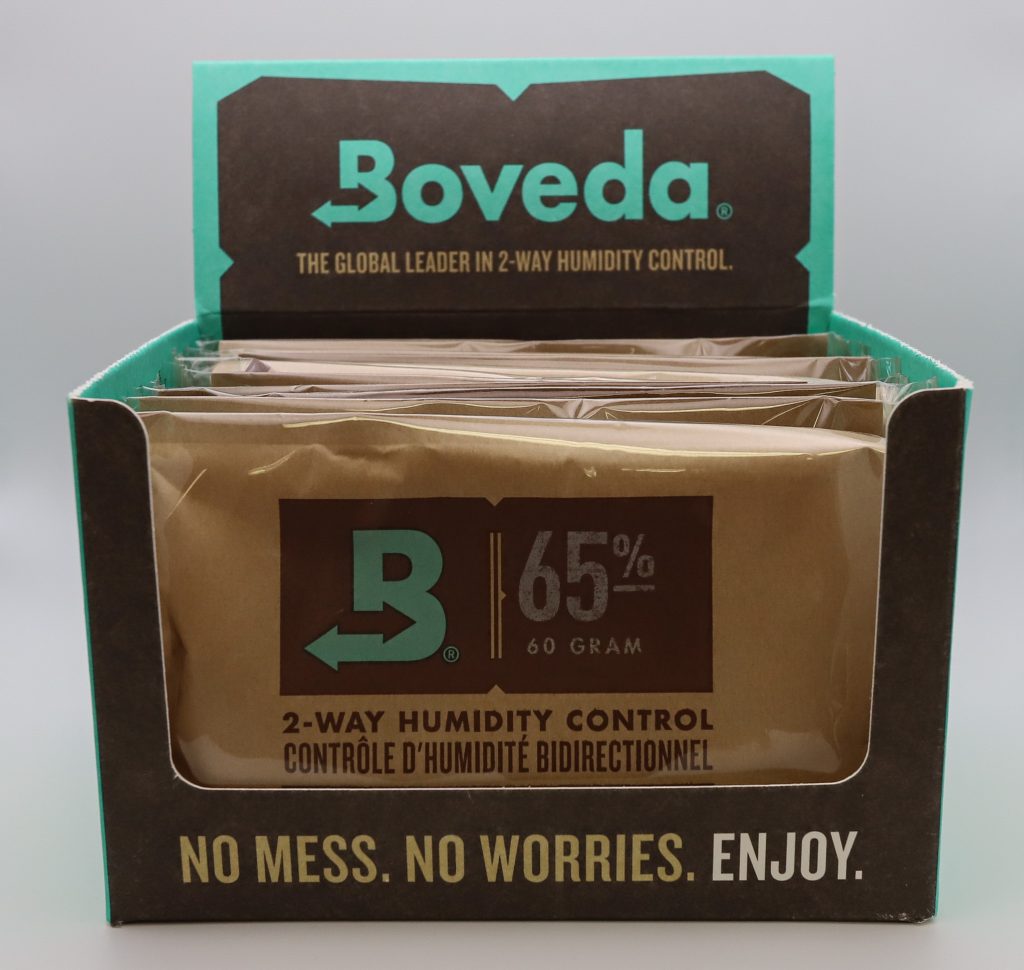 Boveda®
THE GLOBAL LEADER IN 2-WAY HUMIDITY CONTROL.
B®
65%
60 GRAM
2-WAY HUMIDITY CONTROL
CONTRÔLE D'HUMIDITÉ BIDIRECTIONNEL
NO MESS. NO WORRIES. ENJOY.